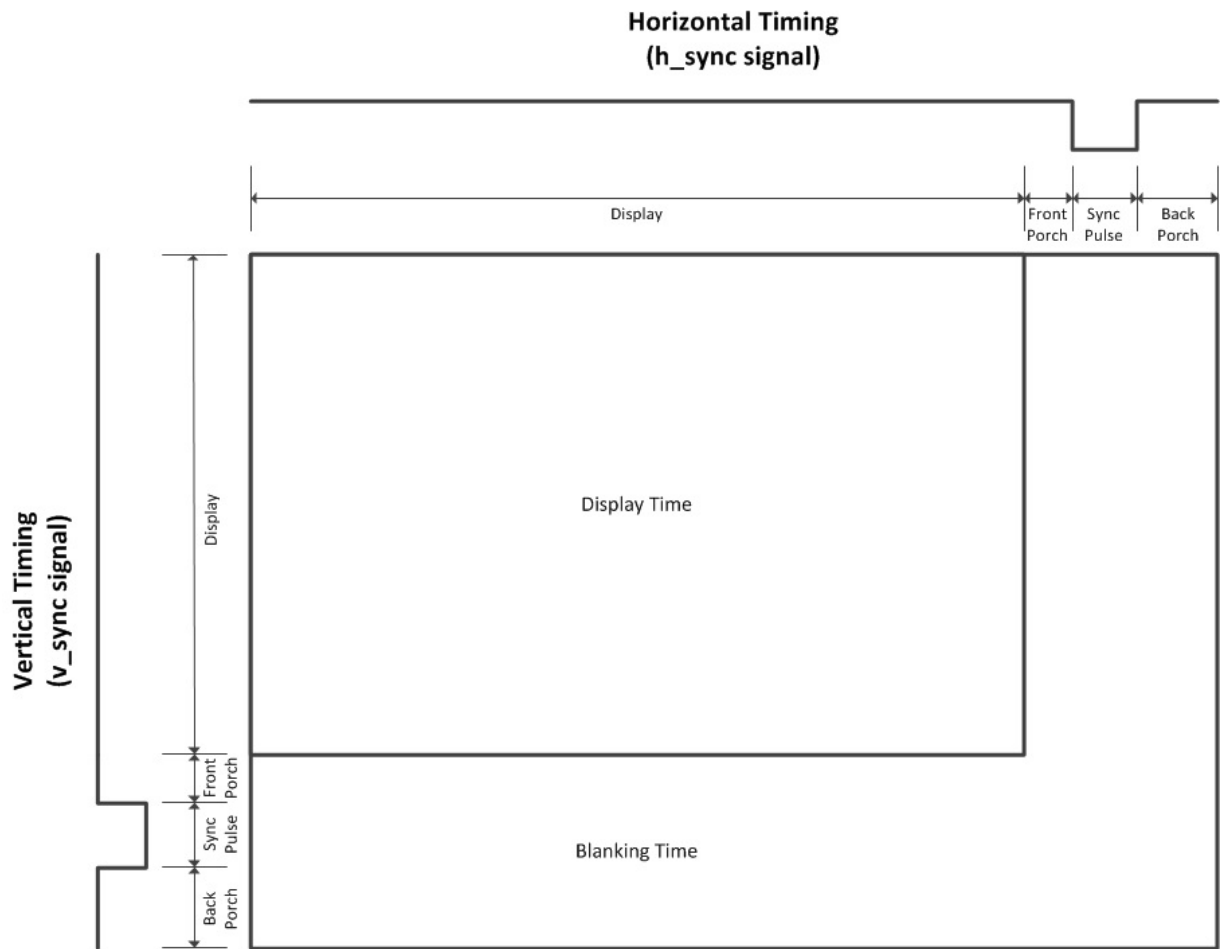 Horizontal Timing
(h_sync signal)
Display
Front
Porch
Sync
Pulse
Back
Porch
Vertical Timing
(v_sync signal)
Display
Front
Porch
Sync
Pulse
Back
Porch
Display Time
Blanking Time